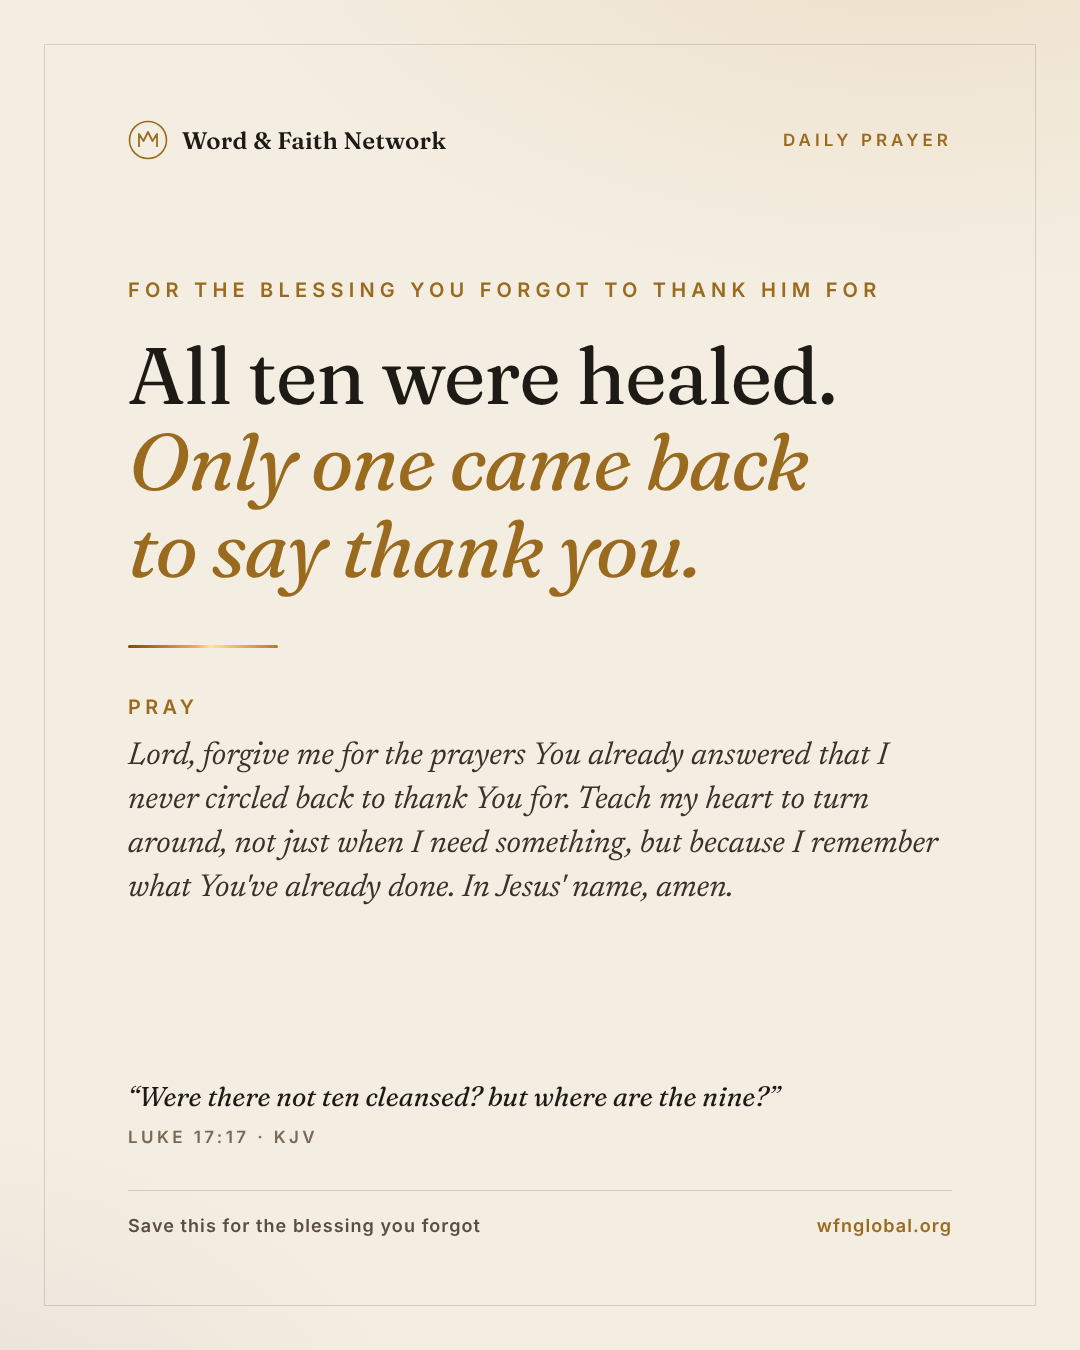 Word & Faith Network
DAILY PRAYER
FOR THE BLESSING YOU FORGOT TO THANK HIM FOR
All ten were healed.
Only one came back
to say thank you.
PRAY
Lord, forgive me for the prayers You already answered that I
never circled back to thank You for. Teach my heart to turn
around, not just when I need something, but because I remember
what You've already done. In Jesus' name, amen.
“Were there not ten cleansed? but where are the nine?”
LUKE 17:17 · KJV
Save this for the blessing you forgot
wfnglobal.org